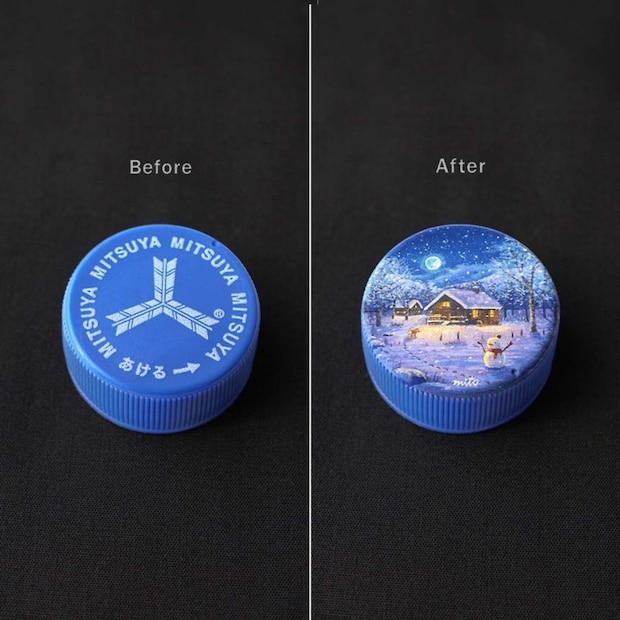 Before
After
MITSUYA MITSUYA MITSUYA MITSUYA
®
あける →
mito